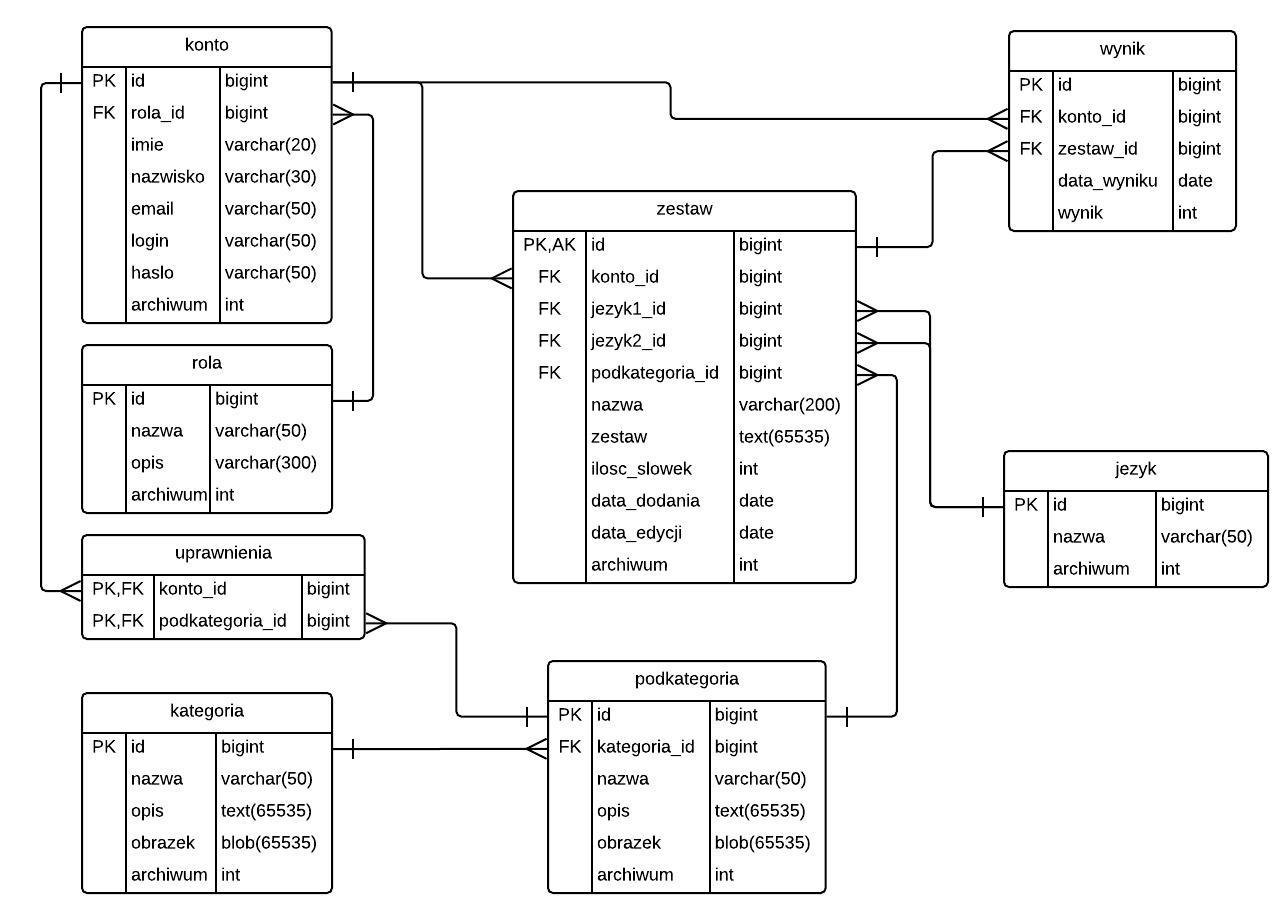 konto
PK id bigint
FK rola_id bigint
imie varchar(20)
nazwisko varchar(30)
email varchar(50)
login varchar(50)
haslo varchar(50)
archiwum int
rola
PK id bigint
nazwa varchar(50)
opis varchar(300)
archiwum int
uprawnienia
PK,FK konto_id bigint
PK,FK podkategoria_id bigint
kategoria
PK id bigint
nazwa varchar(50)
opis text(65535)
obrazek blob(65535)
archiwum int
zestaw
PK,AK id bigint
FK konto_id bigint
FK jezyk1_id bigint
FK jezyk2_id bigint
FK podkategoria_id bigint
nazwa varchar(200)
zestaw text(65535)
ilosc_slowek int
data_dodania date
data_edycji date
archiwum int
podkategoria
PK id bigint
FK kategoria_id bigint
nazwa varchar(50)
opis text(65535)
obrazek blob(65535)
archiwum int
wynik
PK id bigint
FK konto_id bigint
FK zestaw_id bigint
data_wyniku date
wynik int
jezyk
PK id bigint
nazwa varchar(50)
archiwum int